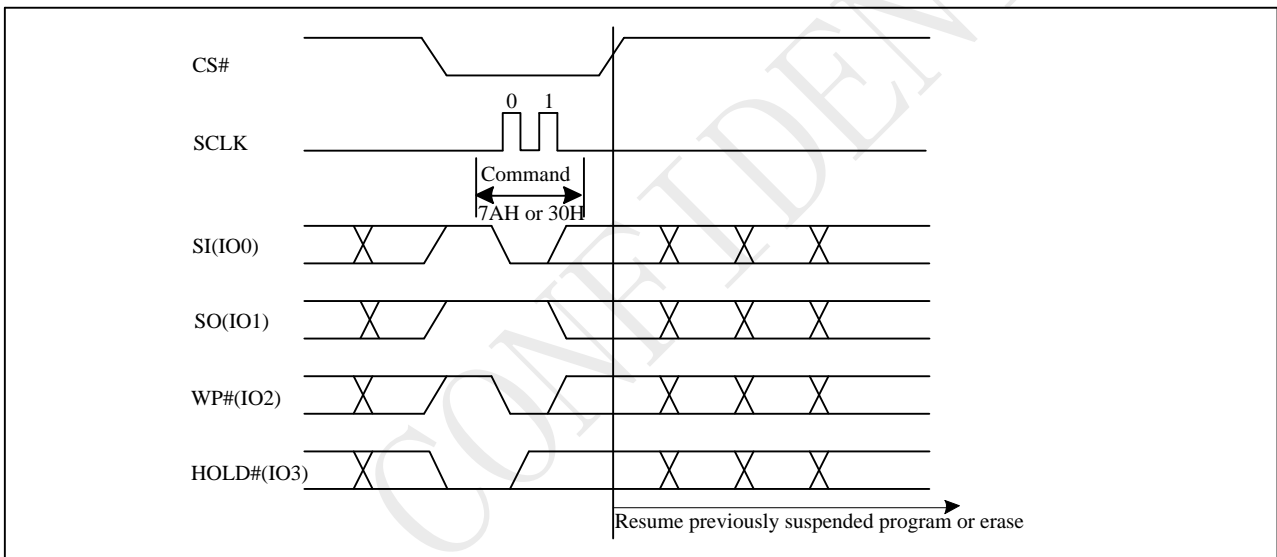 CS#
0 1
SCLK
Command
7AH or 30H
SI(IO0)
SO(IO1)
WP#(IO2)
HOLD#(IO3)
Resume previously suspended program or erase
CONFIDEN